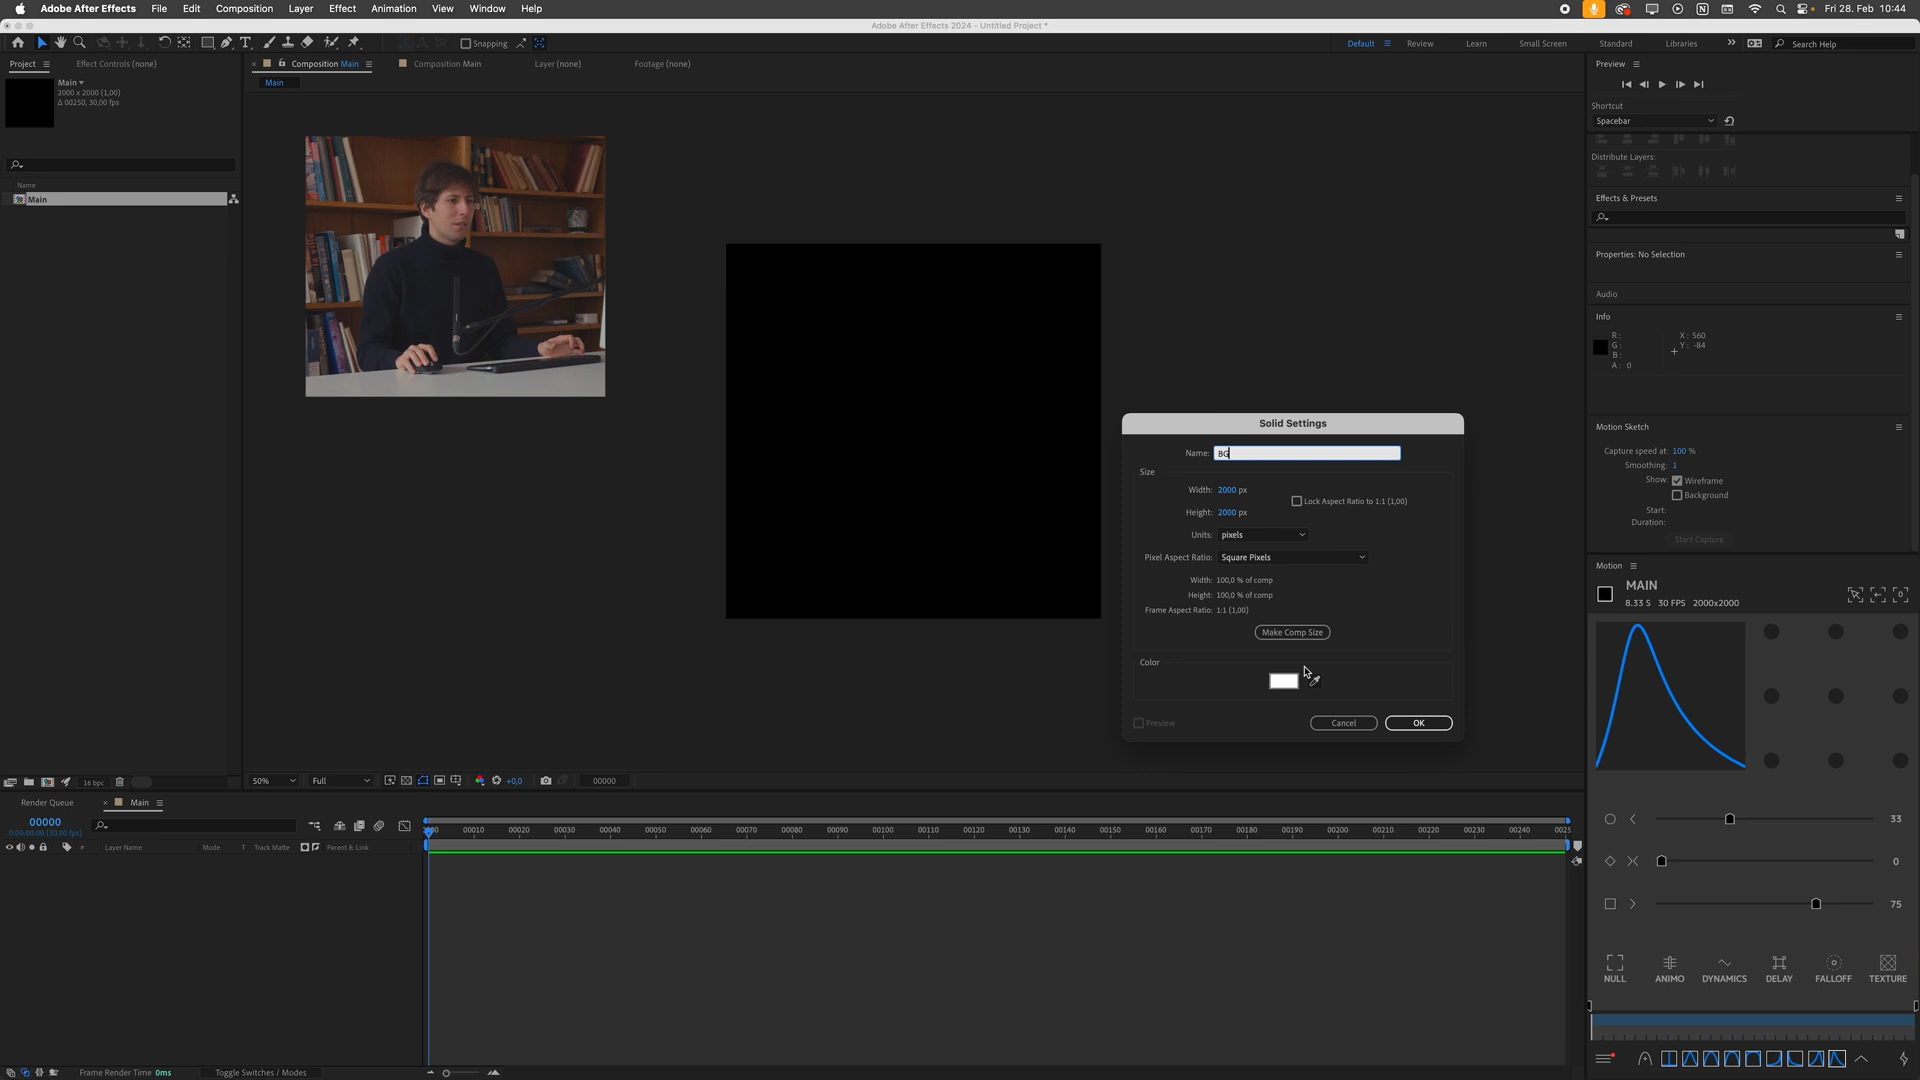 Adobe After Effects File Edit Composition Layer Effect Animation View Window Help
Fri 28. Feb 10:44
Adobe After Effects 2024 - Untitled Project *
Snapping
Default Review Learn Small Screen Standard Libraries
Search Help
Project Effect Controls (none)
Composition Main
Composition Main
Layer (none)
Footage (none)
Main
2000 x 2000 (1,00)
Δ 00250, 30,00 fps
Main
Name
Main
16 bpc
Preview
Shortcut
Spacebar
Distribute Layers:
Effects & Presets
Properties: No Selection
Audio
Info
R:
G:
B:
A: 0
X: 560
Y: -84
Motion Sketch
Capture speed at: 100 %
Smoothing: 1
Show: Wireframe
Background
Start:
Duration:
Start Capture
Solid Settings
Name: BG
Size
Width: 2000 px
Height: 2000 px
Lock Aspect Ratio to 1:1 (1,00)
Units: pixels
Pixel Aspect Ratio: Square Pixels
Width: 100,0 % of comp
Height: 100,0 % of comp
Frame Aspect Ratio: 1:1 (1,00)
Make Comp Size
Color
Preview
Cancel
OK
Motion
MAIN
8.33 S 30 FPS 2000x2000
33
0
75
NULL ANIMO DYNAMICS DELAY FALLOFF TEXTURE
50%
Full
+0,0
00000
Render Queue
Main
00000
0:00:00:00 (30.00 fps)
# Layer Name Mode T Track Matte Parent & Link
00010 00020 00030 00040 00050 00060 00070 00080 00090 00100 00110 00120 00130 00140 00150 00160 00170 00180 00190 00200 00210 00220 00230 00240 0025
Frame Render Time 0ms
Toggle Switches / Modes